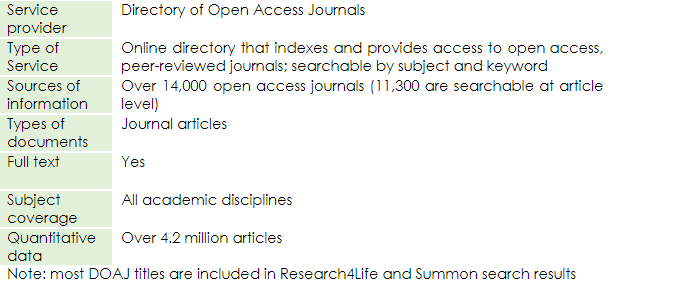 Service provider Directory of Open Access Journals
Type of Service Online directory that indexes and provides access to open access,
peer-reviewed journals; searchable by subject and keyword
Sources of information Over 14,000 open access journals (11,300 are searchable at article
level)
Types of documents Journal articles
Full text Yes
Subject coverage All academic disciplines
Quantitative data Over 4.2 million articles
Note: most DOAJ titles are included in Research4Life and Summon search results